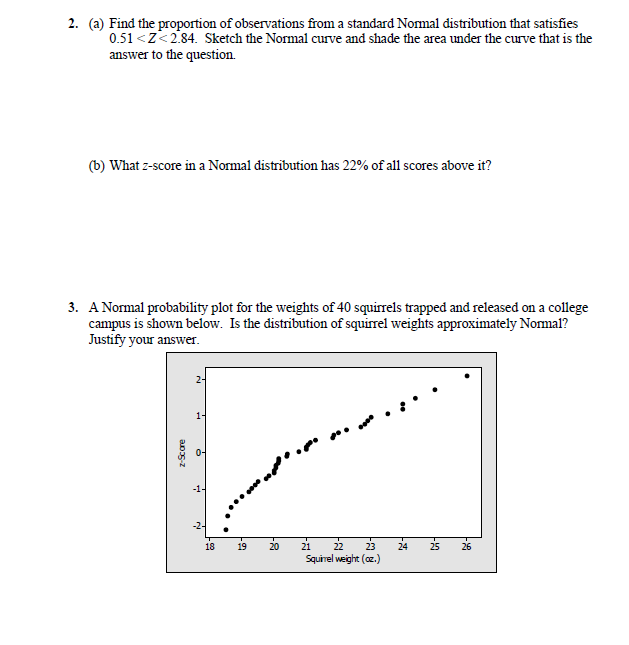 2. (a) Find the proportion of observations from a standard Normal distribution that satisfies
0.51 < Z < 2.84. Sketch the Normal curve and shade the area under the curve that is the
answer to the question.
(b) What z-score in a Normal distribution has 22% of all scores above it?
3. A Normal probability plot for the weights of 40 squirrels trapped and released on a college
campus is shown below. Is the distribution of squirrel weights approximately Normal?
Justify your answer.
2
1
0
-1
-2
z-Score
18 19 20 21 22 23 24 25 26
Squirrel weight (oz.)